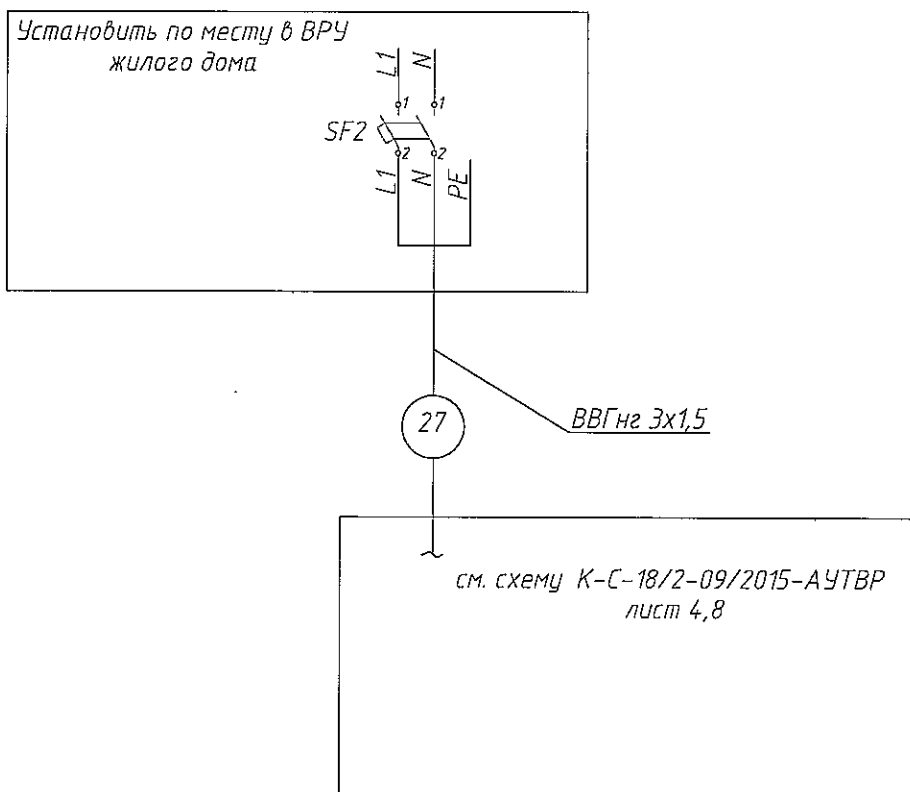 Установить по месту в ВРУ
жилого дома
L1 N
1 1
SF2
2 2
L1 N PE
27
ВВГнг 3х1,5
см. схему К-С-18/2-09/2015-АУТВР
лист 4,8